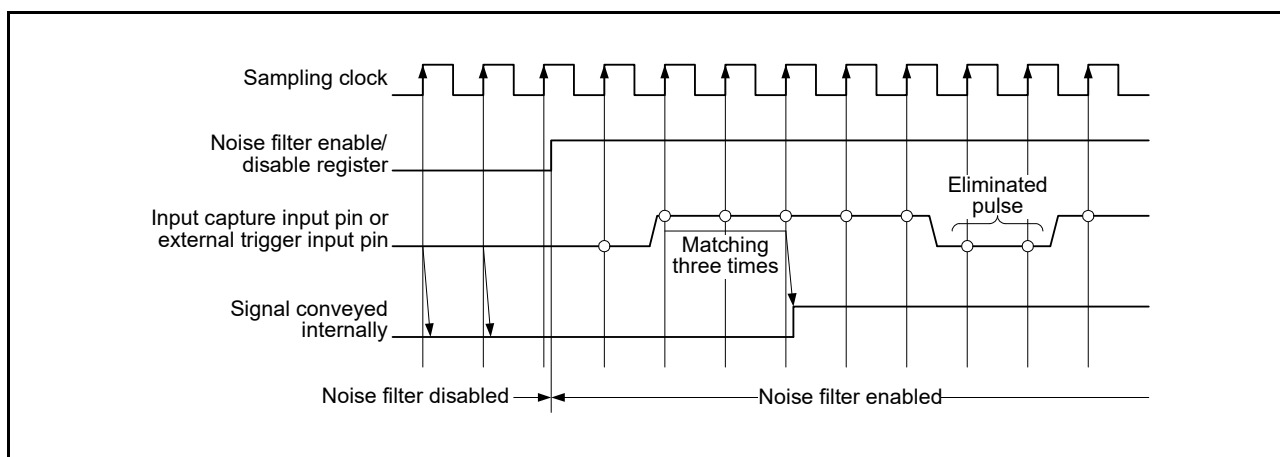 Sampling clock
Noise filter enable/
disable register
Eliminated
pulse
Input capture input pin or
external trigger input pin
Matching
three times
Signal conveyed
internally
Noise filter disabled
Noise filter enabled